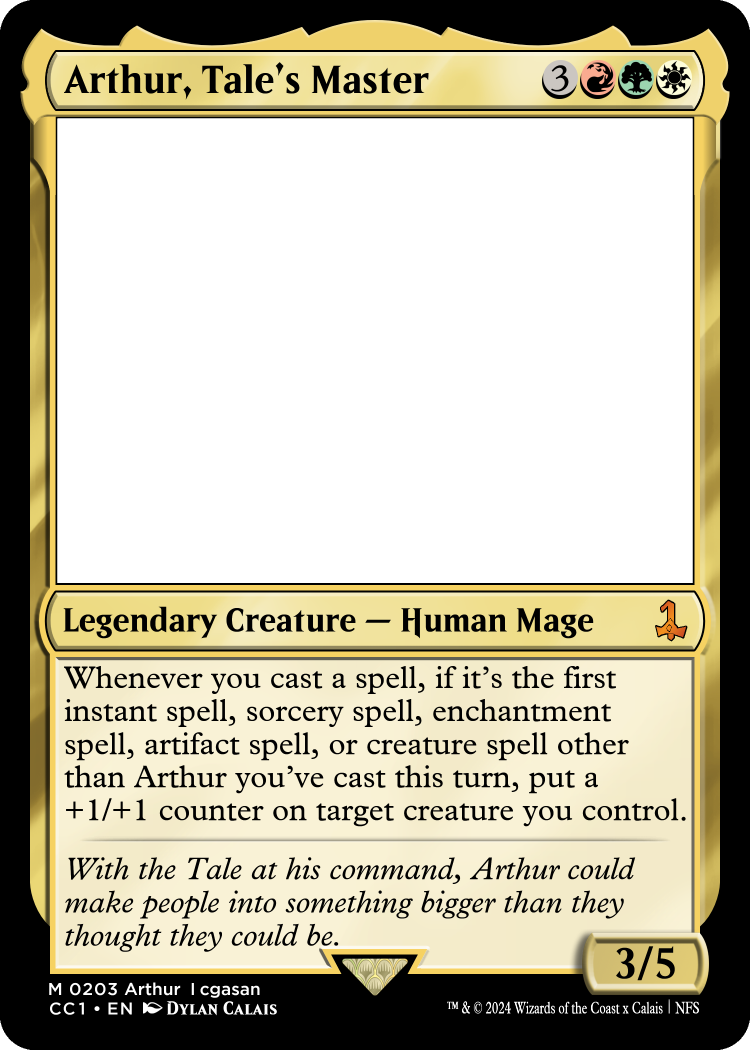 Arthur, Tale's Master 3
Legendary Creature — Human Mage
Whenever you cast a spell, if it's the first
instant spell, sorcery spell, enchantment
spell, artifact spell, or creature spell other
than Arthur you've cast this turn, put a
+1/+1 counter on target creature you control.
With the Tale at his command, Arthur could
make people into something bigger than they
thought they could be.
3/5
M 0203 Arthur I cgasan
CC1 • EN Dylan Calais
™ & © 2024 Wizards of the Coast x Calais | NFS